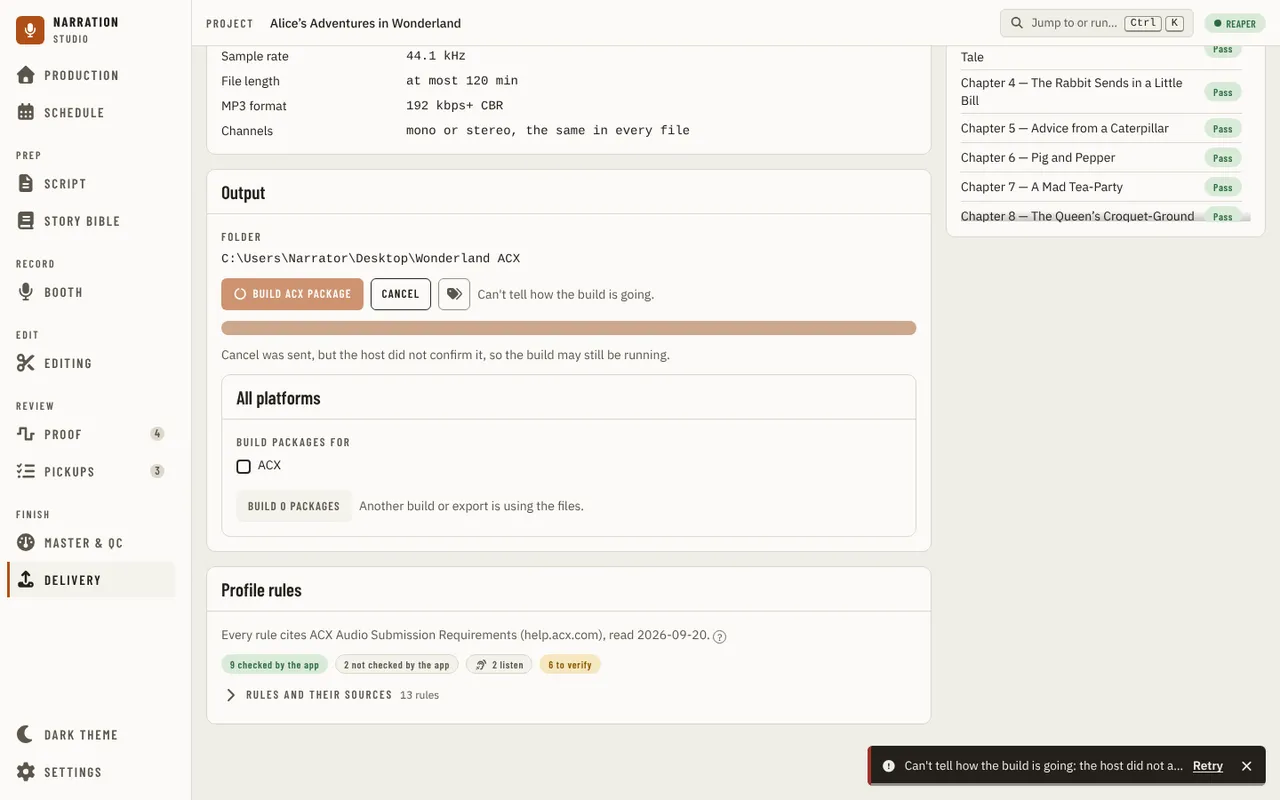 NARRATION
STUDIO
PRODUCTION
SCHEDULE
PREP
SCRIPT
STORY BIBLE
RECORD
BOOTH
EDIT
EDITING
REVIEW
PROOF 4
PICKUPS 3
FINISH
MASTER & QC
DELIVERY
DARK THEME
SETTINGS
PROJECT Alice's Adventures in Wonderland
Jump to or run... Ctrl K
REAPER
Sample rate 44.1 kHz
File length at most 120 min
MP3 format 192 kbps+ CBR
Channels mono or stereo, the same in every file
Output
FOLDER
C:\Users\Narrator\Desktop\Wonderland ACX
BUILD ACX PACKAGE CANCEL Can't tell how the build is going.
Cancel was sent, but the host did not confirm it, so the build may still be running.
All platforms
BUILD PACKAGES FOR
ACX
BUILD 0 PACKAGES Another build or export is using the files.
Profile rules
Every rule cites ACX Audio Submission Requirements (help.acx.com), read 2026-09-20. ?
9 checked by the app 2 not checked by the app 2 listen 6 to verify
RULES AND THEIR SOURCES 13 rules
Tale Pass
Chapter 4 — The Rabbit Sends in a Little
Bill Pass
Chapter 5 — Advice from a Caterpillar Pass
Chapter 6 — Pig and Pepper Pass
Chapter 7 — A Mad Tea-Party Pass
Chapter 8 — The Queen's Croquet-Ground Pass
Can't tell how the build is going: the host did not a... Retry